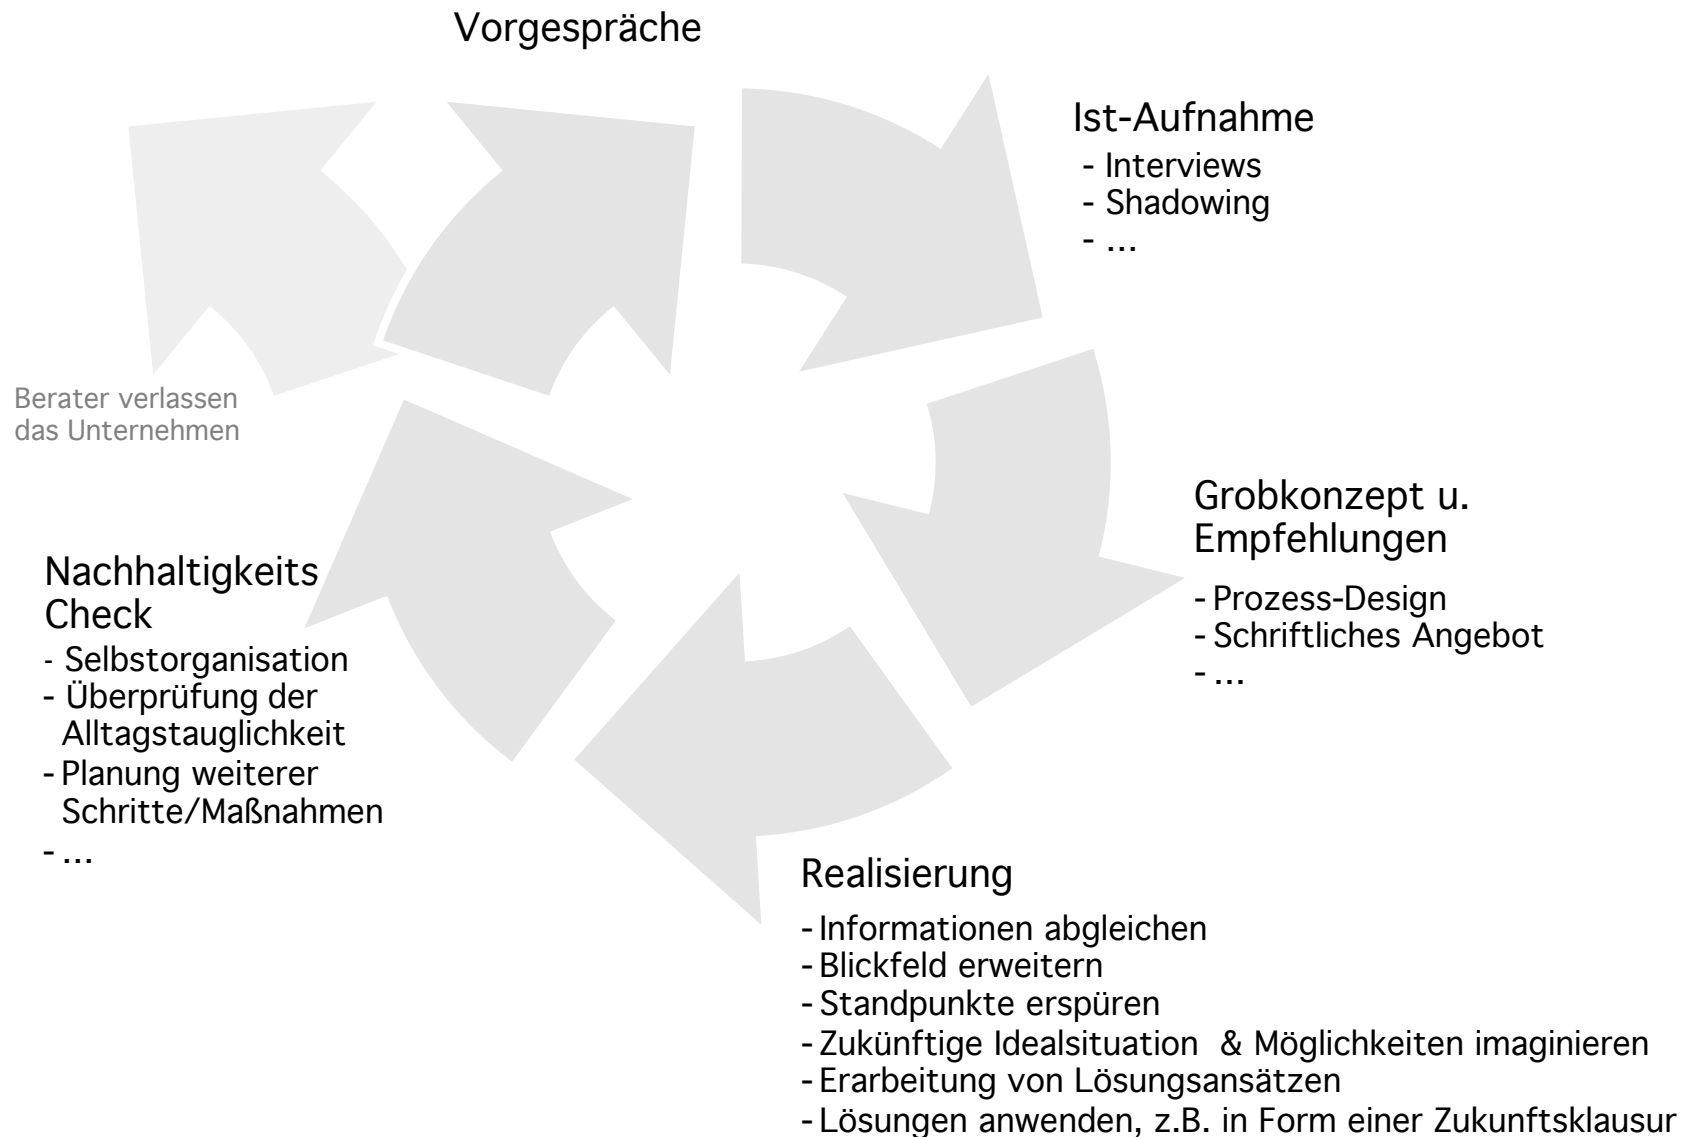 Vorgespräche
Ist-Aufnahme
- Interviews
- Shadowing
- ...
Grobkonzept u.
Empfehlungen
- Prozess-Design
- Schriftliches Angebot
- ...
Realisierung
- Informationen abgleichen
- Blickfeld erweitern
- Standpunkte erspüren
- Zukünftige Idealsituation & Möglichkeiten imaginieren
- Erarbeitung von Lösungsansätzen
- Lösungen anwenden, z.B. in Form einer Zukunftsklausur
Nachhaltigkeits
Check
- Selbstorganisation
- Überprüfung der
Alltagstauglichkeit
- Planung weiterer
Schritte/Maßnahmen
- ...
Berater verlassen
das Unternehmen